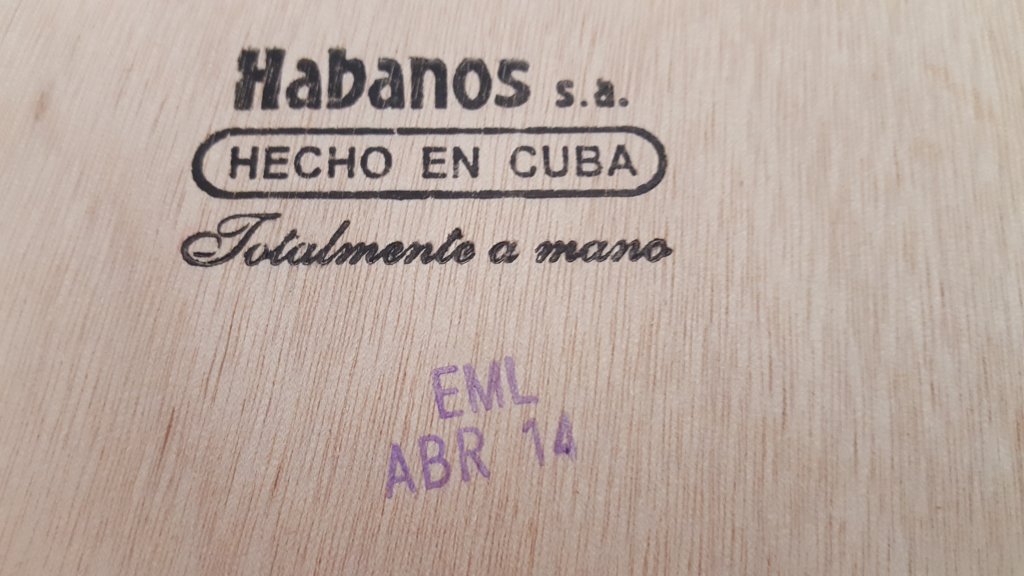 Habanos s.a.
HECHO EN CUBA
Totalmente a mano
EML
ABR 14